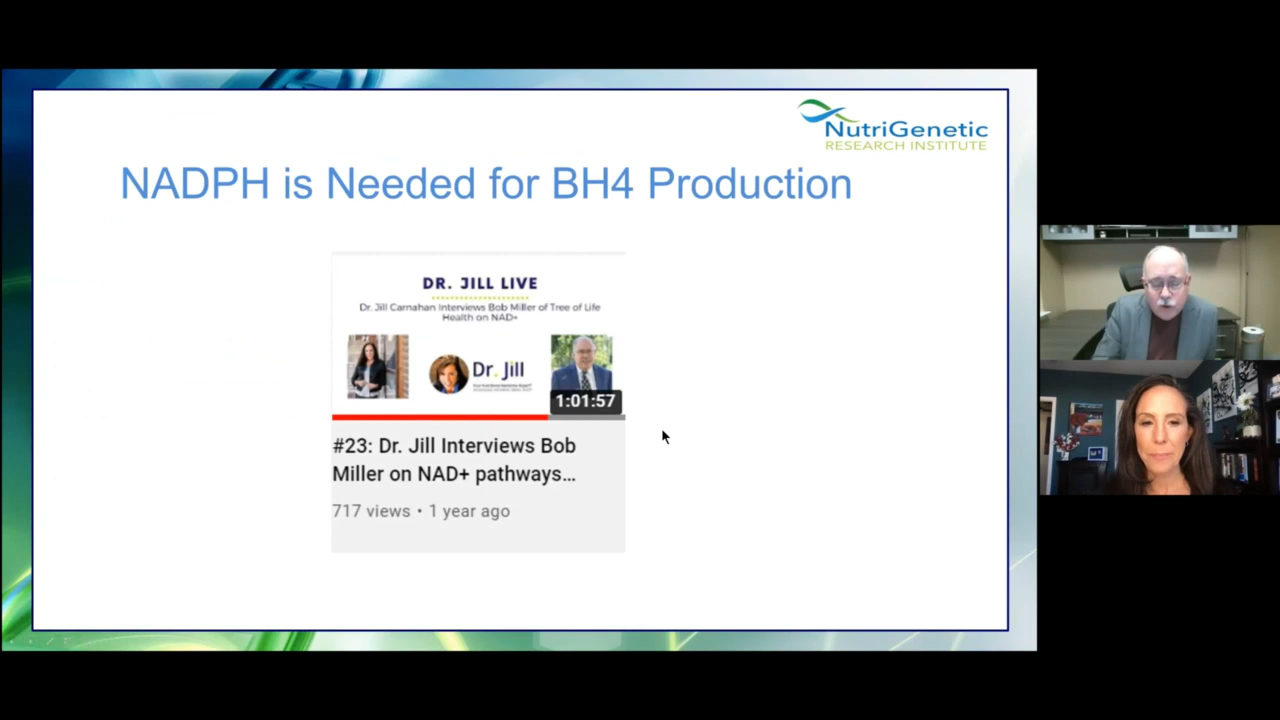 NutriGenetic
RESEARCH INSTITUTE
NADPH is Needed for BH4 Production
DR. JILL LIVE
Dr. Jill Carnahan Interviews Bob Miller of Tree of Life
Health on NAD+
Dr. Jill
1:01:57
#23: Dr. Jill Interviews Bob
Miller on NAD+ pathways...
717 views • 1 year ago